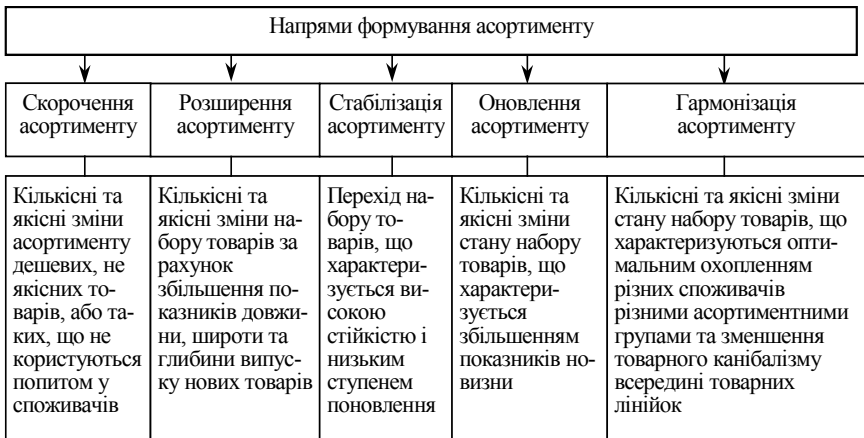 Напрями формування асортименту
Скорочення
асортименту
Розширення
асортименту
Стабілізація
асортименту
Оновлення
асортименту
Гармонізація
асортименту
Кількісні та
якісні зміни
асортименту
дешевих, не
якісних то-
варів, або та-
ких, що не
користуються
попитом у
споживачів
Кількісні та
якісні зміни на-
бору товарів за
рахунок
збільшення по-
казників довжи-
ни, широти та
глибини випус-
ку нових товарів
Перехід на-
бору то-
варів, що
характери-
зується ви-
сокою
стійкістю і
низьким
ступенем
поновлення
Кількісні та
якісні зміни
стану набору
товарів, що
характери-
зується
збільшенням
показників но-
визни
Кількісні та якісні зміни
стану набору товарів, що
характеризуються опти-
мальним охопленням
різних споживачів
різними асортиментними
групами та зменшення
товарного канібалізму
всередині товарних
лінійок